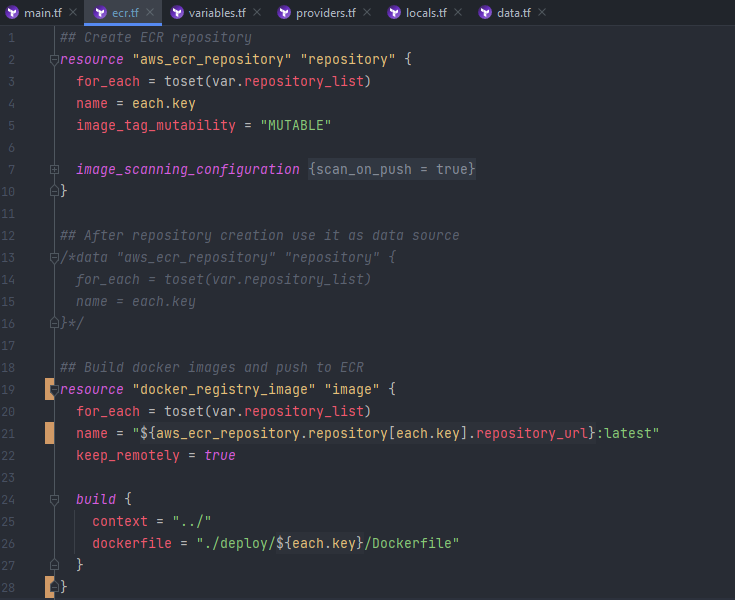 main.tf × ecr.tf × variables.tf × providers.tf × locals.tf × data.tf ×
1 ## Create ECR repository
2 resource "aws_ecr_repository" "repository" {
3 for_each = toset(var.repository_list)
4 name = each.key
5 image_tag_mutability = "MUTABLE"
6
7 image_scanning_configuration {scan_on_push = true}
10 }
11
12 ## After repository creation use it as data source
13 /*data "aws_ecr_repository" "repository" {
14 for_each = toset(var.repository_list)
15 name = each.key
16 }*/
17
18 ## Build docker images and push to ECR
19 resource "docker_registry_image" "image" {
20 for_each = toset(var.repository_list)
21 name = "${aws_ecr_repository.repository[each.key].repository_url}:latest"
22 keep_remotely = true
23
24 build {
25 context = "../"
26 dockerfile = "./deploy/${each.key}/Dockerfile"
27 }
28 }